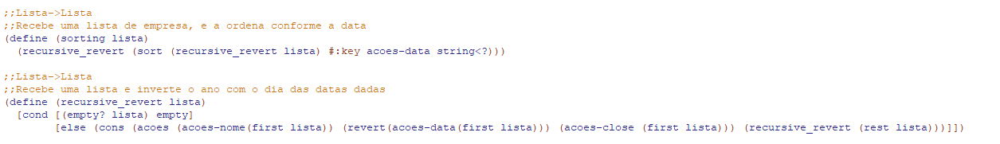 ;;Lista->Lista
;;Recebe uma lista de empresa, e a ordena conforme a data
(define (sorting lista)
  (recursive_revert (sort (recursive_revert lista) #:key acoes-data string<?)))
;;Lista->Lista
;;Recebe uma lista e inverte o ano com o dia das datas dadas
(define (recursive_revert lista)
  [cond [(empty? lista) empty]
        [else (cons (acoes (acoes-nome(first lista)) (revert(acoes-data(first lista))) (acoes-close (first lista))) (recursive_revert (rest lista)))]])